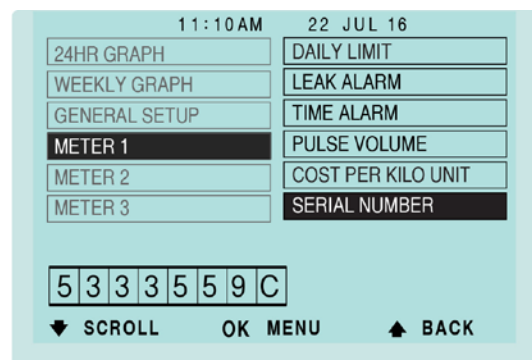 11:10AM 22 JUL 16
24HR GRAPH DAILY LIMIT
WEEKLY GRAPH LEAK ALARM
GENERAL SETUP TIME ALARM
METER 1 PULSE VOLUME
METER 2 COST PER KILO UNIT
METER 3 SERIAL NUMBER
5333559C
SCROLL OK MENU BACK